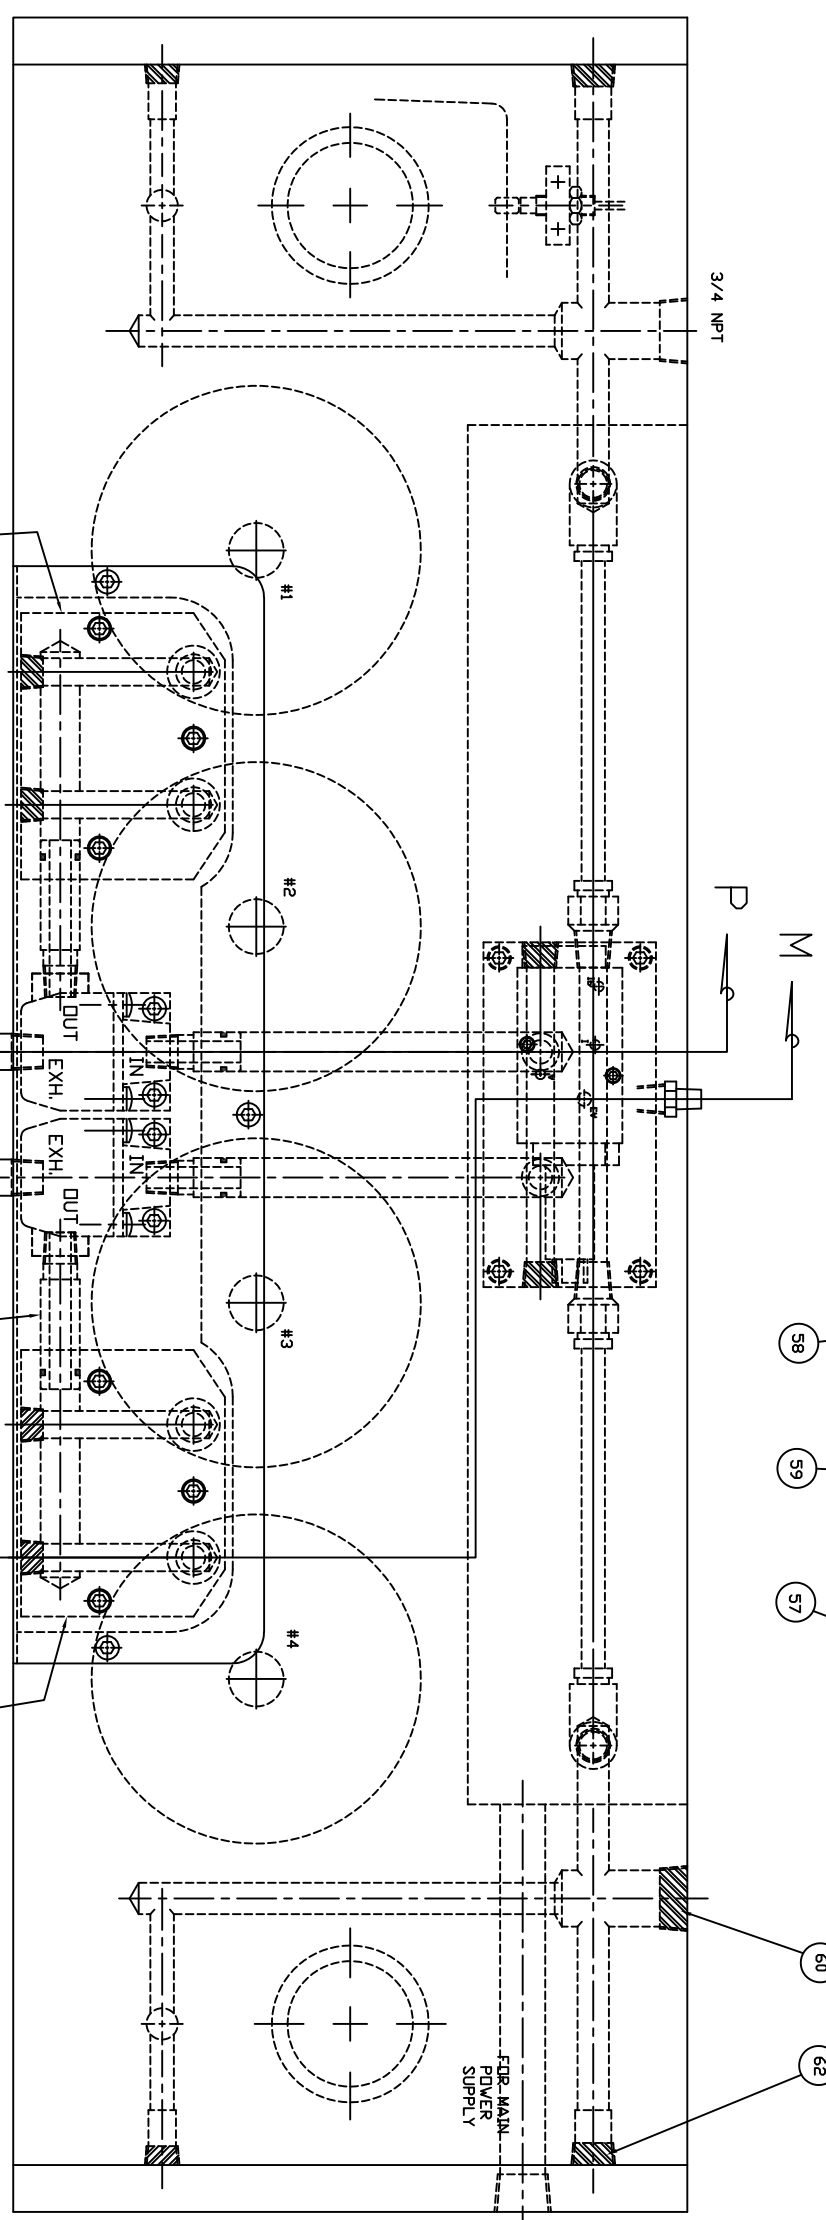 3/4 NPT
#1
#2
P
M
OUT
IN
EXH.
EXH.
IN
OUT
#3
58
59
57
#4
60
FOR MAIN
POWER
SUPPLY
62